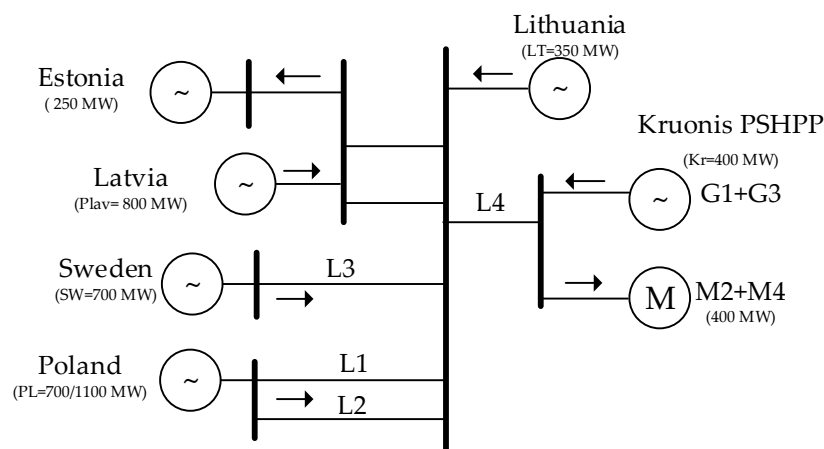 Lithuania
(LT=350 MW)
~
Estonia
( 250 MW)
~
Kruonis PSHPP
(Kr=400 MW)
~
G1+G3
Latvia
(Plav= 800 MW)
~
L4
Sweden
(SW=700 MW)
~
L3
M
M2+M4
(400 MW)
Poland
(PL=700/1100 MW)
~
L1
L2